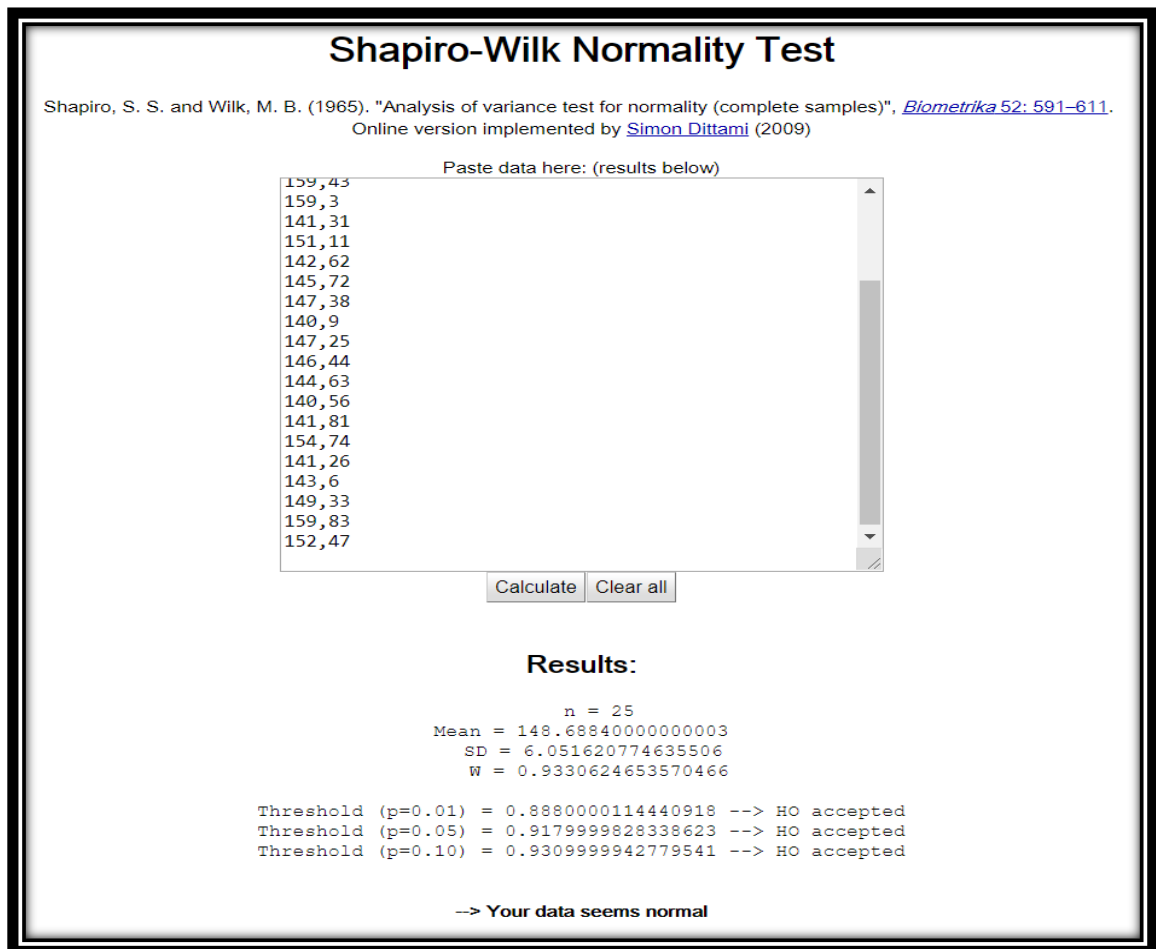 Shapiro-Wilk Normality Test
Shapiro, S. S. and Wilk, M. B. (1965). "Analysis of variance test for normality (complete samples)", Biometrika 52: 591–611.
Online version implemented by Simon Dittami (2009)
Paste data here: (results below)
159,43
159,3
141,31
151,11
142,62
145,72
147,38
140,9
147,25
146,44
144,63
140,56
141,81
154,74
141,26
143,6
149,33
159,83
152,47
Calculate Clear all
Results:
n = 25
Mean = 148.68840000000003
SD = 6.051620774635506
W = 0.9330624653570466
Threshold (p=0.01) = 0.8880000114440918 --> HO accepted
Threshold (p=0.05) = 0.9179999828338623 --> HO accepted
Threshold (p=0.10) = 0.9309999942779541 --> HO accepted
--> Your data seems normal